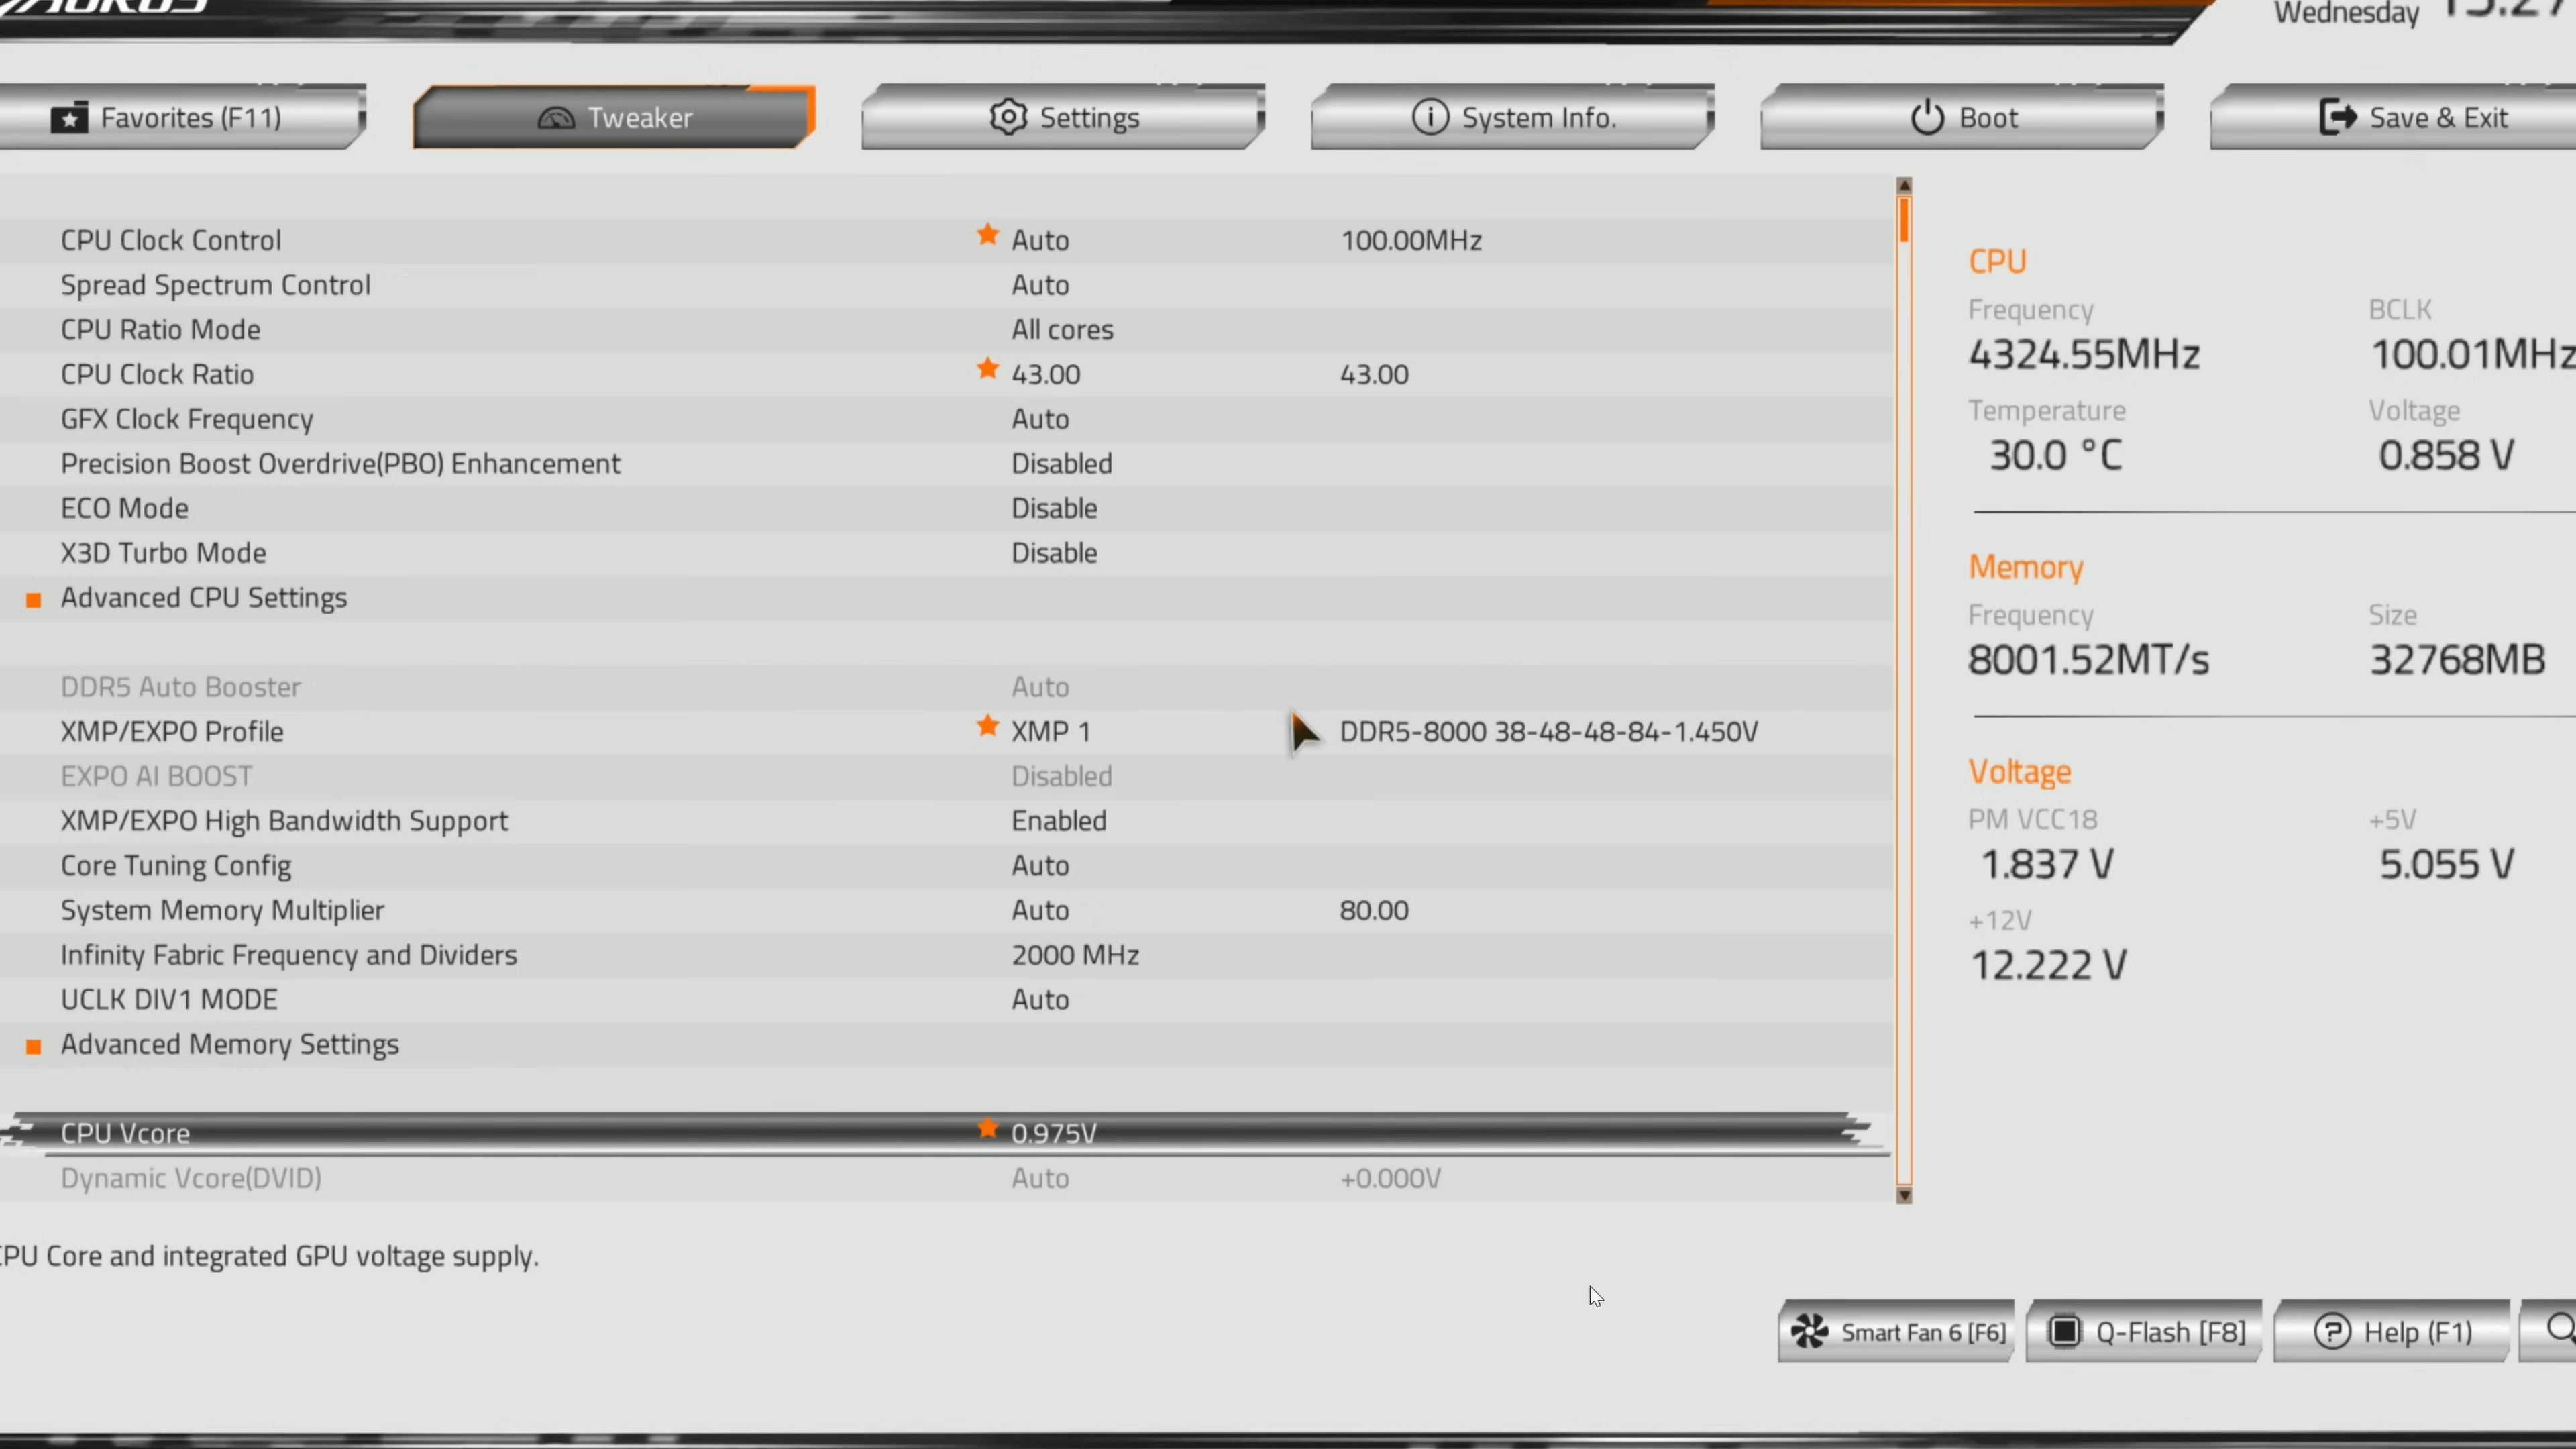 AORUS
Wednesday
Favorites (F11)
Tweaker
Settings
System Info.
Boot
Save & Exit
CPU Clock Control Auto 100.00MHz
Spread Spectrum Control Auto
CPU Ratio Mode All cores
CPU Clock Ratio 43.00 43.00
GFX Clock Frequency Auto
Precision Boost Overdrive(PBO) Enhancement Disabled
ECO Mode Disable
X3D Turbo Mode Disable
Advanced CPU Settings
DDR5 Auto Booster Auto
XMP/EXPO Profile XMP 1 DDR5-8000 38-48-48-84-1.450V
EXPO AI BOOST Disabled
XMP/EXPO High Bandwidth Support Enabled
Core Tuning Config Auto
System Memory Multiplier Auto 80.00
Infinity Fabric Frequency and Dividers 2000 MHz
UCLK DIV1 MODE Auto
Advanced Memory Settings
CPU Vcore 0.975V
Dynamic Vcore(DVID) Auto +0.000V
CPU
Frequency BCLK
4324.55MHz 100.01MHz
Temperature Voltage
30.0 °C 0.858 V
Memory
Frequency Size
8001.52MT/s 32768MB
Voltage
PM VCC18 +5V
1.837 V 5.055 V
+12V
12.222 V
CPU Core and integrated GPU voltage supply.
Smart Fan 6 [F6]
Q-Flash [F8]
Help (F1)